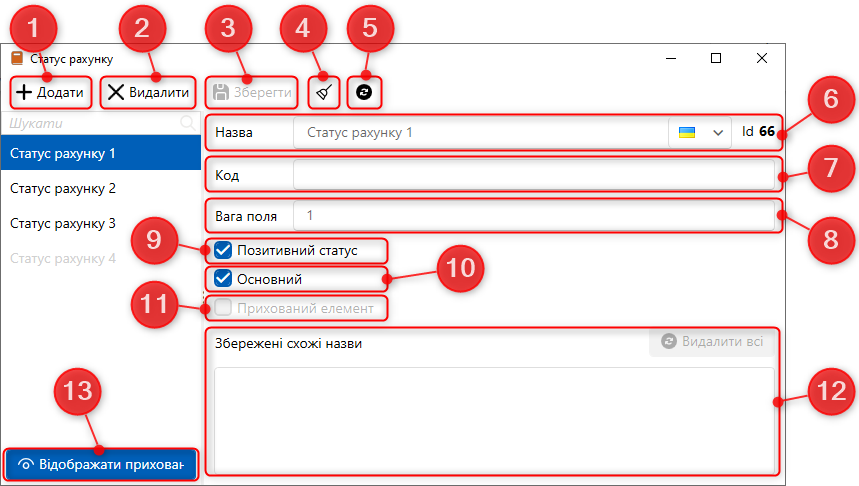 1 2 3 4 5
Статус рахунку
Додати Видалити Зберегти
6
Шукати
Назва Статус рахунку 1 Id 66
Статус рахунку 1
Код
7
Статус рахунку 2
Вага поля 1
Статус рахунку 3
8
9 Позитивний статус
Статус рахунку 4
Основний 10
11 Прихований елемент
Збережені схожі назви Видалити всі
13
12
Відображати прихован